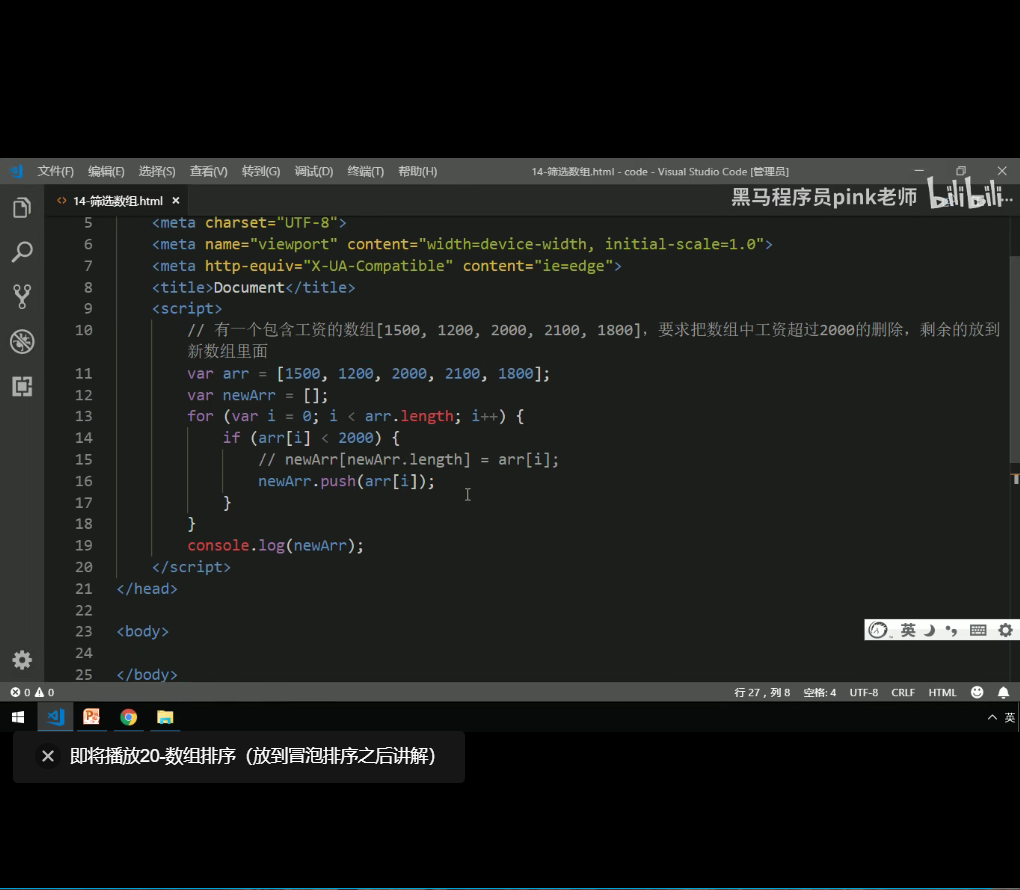 文件(F) 编辑(E) 选择(S) 查看(V) 转到(G) 调试(D) 终端(T) 帮助(H) 14-筛选数组.html - code - Visual Studio Code [管理员]
14-筛选数组.html
黑马程序员pink老师 bilibili
5 <meta charset="UTF-8">
6 <meta name="viewport" content="width=device-width, initial-scale=1.0">
7 <meta http-equiv="X-UA-Compatible" content="ie=edge">
8 <title>Document</title>
9 <script>
10 // 有一个包含工资的数组[1500, 1200, 2000, 2100, 1800]，要求把数组中工资超过2000的删除，剩余的放到
新数组里面
11 var arr = [1500, 1200, 2000, 2100, 1800];
12 var newArr = [];
13 for (var i = 0; i < arr.length; i++) {
14 if (arr[i] < 2000) {
15 // newArr[newArr.length] = arr[i];
16 newArr.push(arr[i]);
17 }
18 }
19 console.log(newArr);
20 </script>
21 </head>
22
23 <body>
24
25 </body>
英
0 0 行 27，列 8 空格: 4 UTF-8 CRLF HTML
英
即将播放20-数组排序（放到冒泡排序之后讲解）